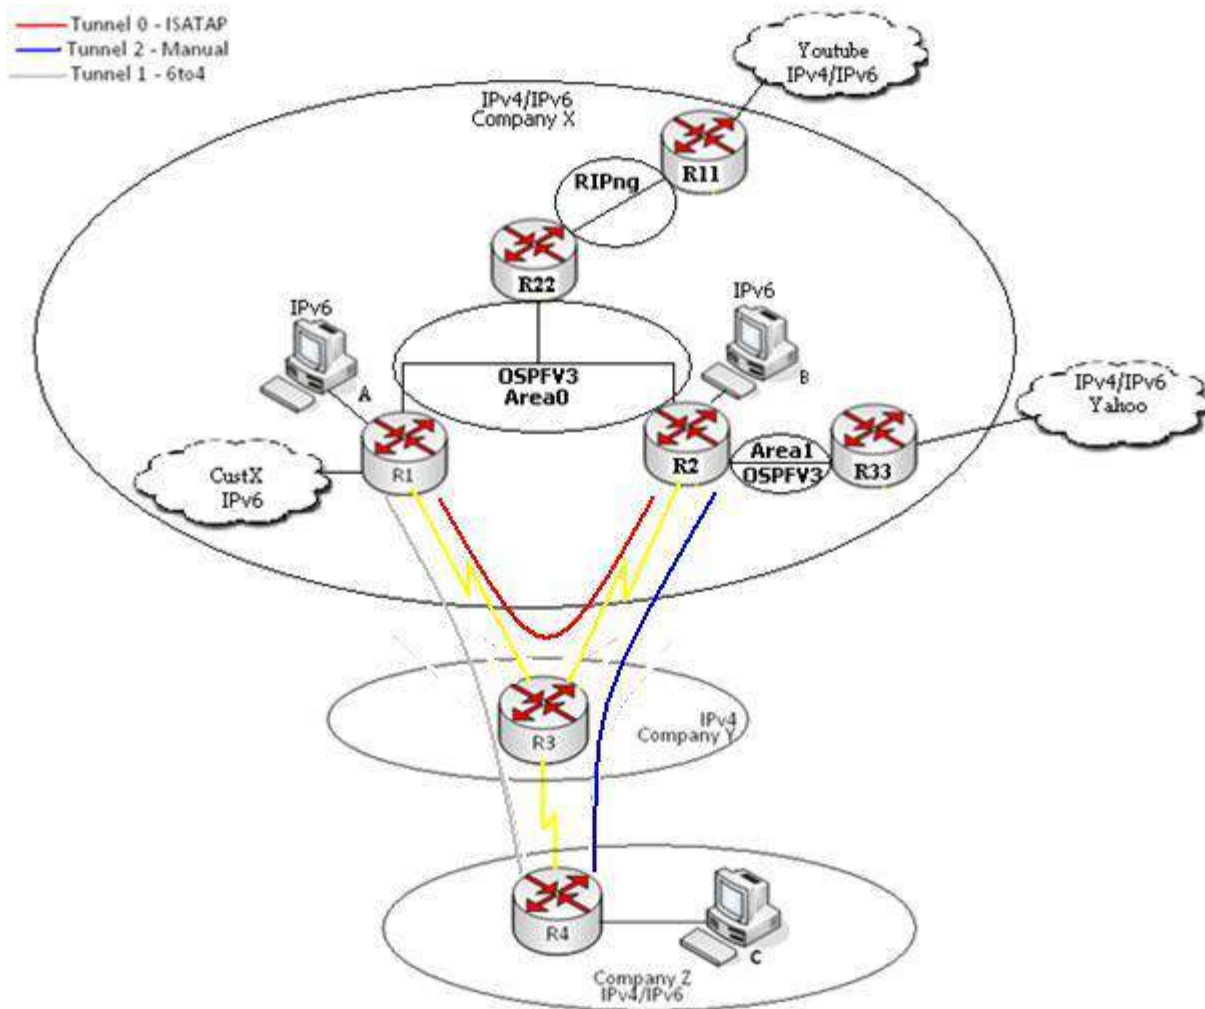 Tunnel 0 - ISATAP
Tunnel 2 - Manual
Tunnel 1 - 6to4
Youtube
IPv4/IPv6
IPv4/IPv6
Company X
R11
RIPng
R22
IPv6
IPv6
A
B
OSPFV3
Area0
IPv4/IPv6
Yahoo
R1
R2
Area1
OSPFV3
R33
CustX
IPv6
R3
IPv4
Company Y
R4
C
Company Z
IPv4/IPv6